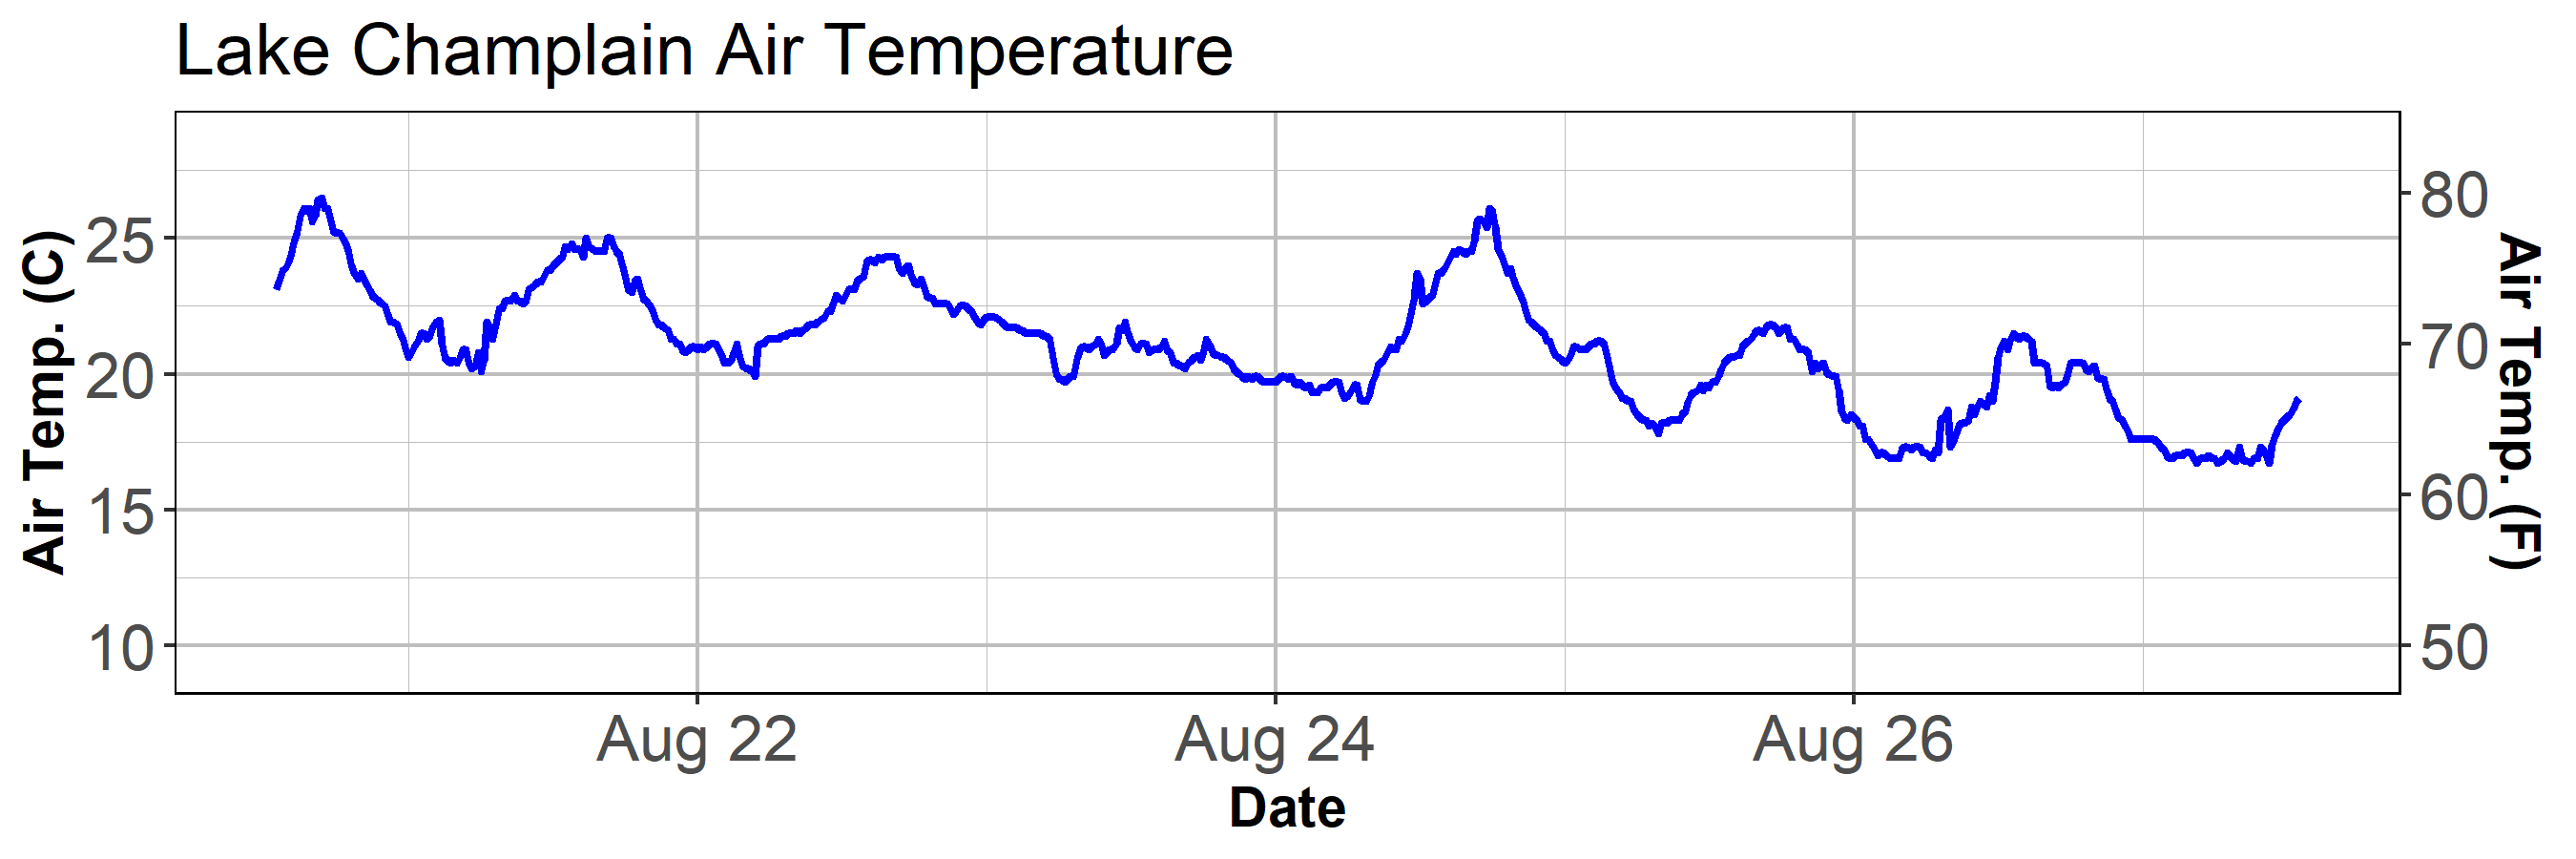 Lake Champlain Air Temperature
Air Temp. (C)
25
20
15
10
80
70
60
50
Air Temp. (F)
Aug 22
Aug 24
Aug 26
Date